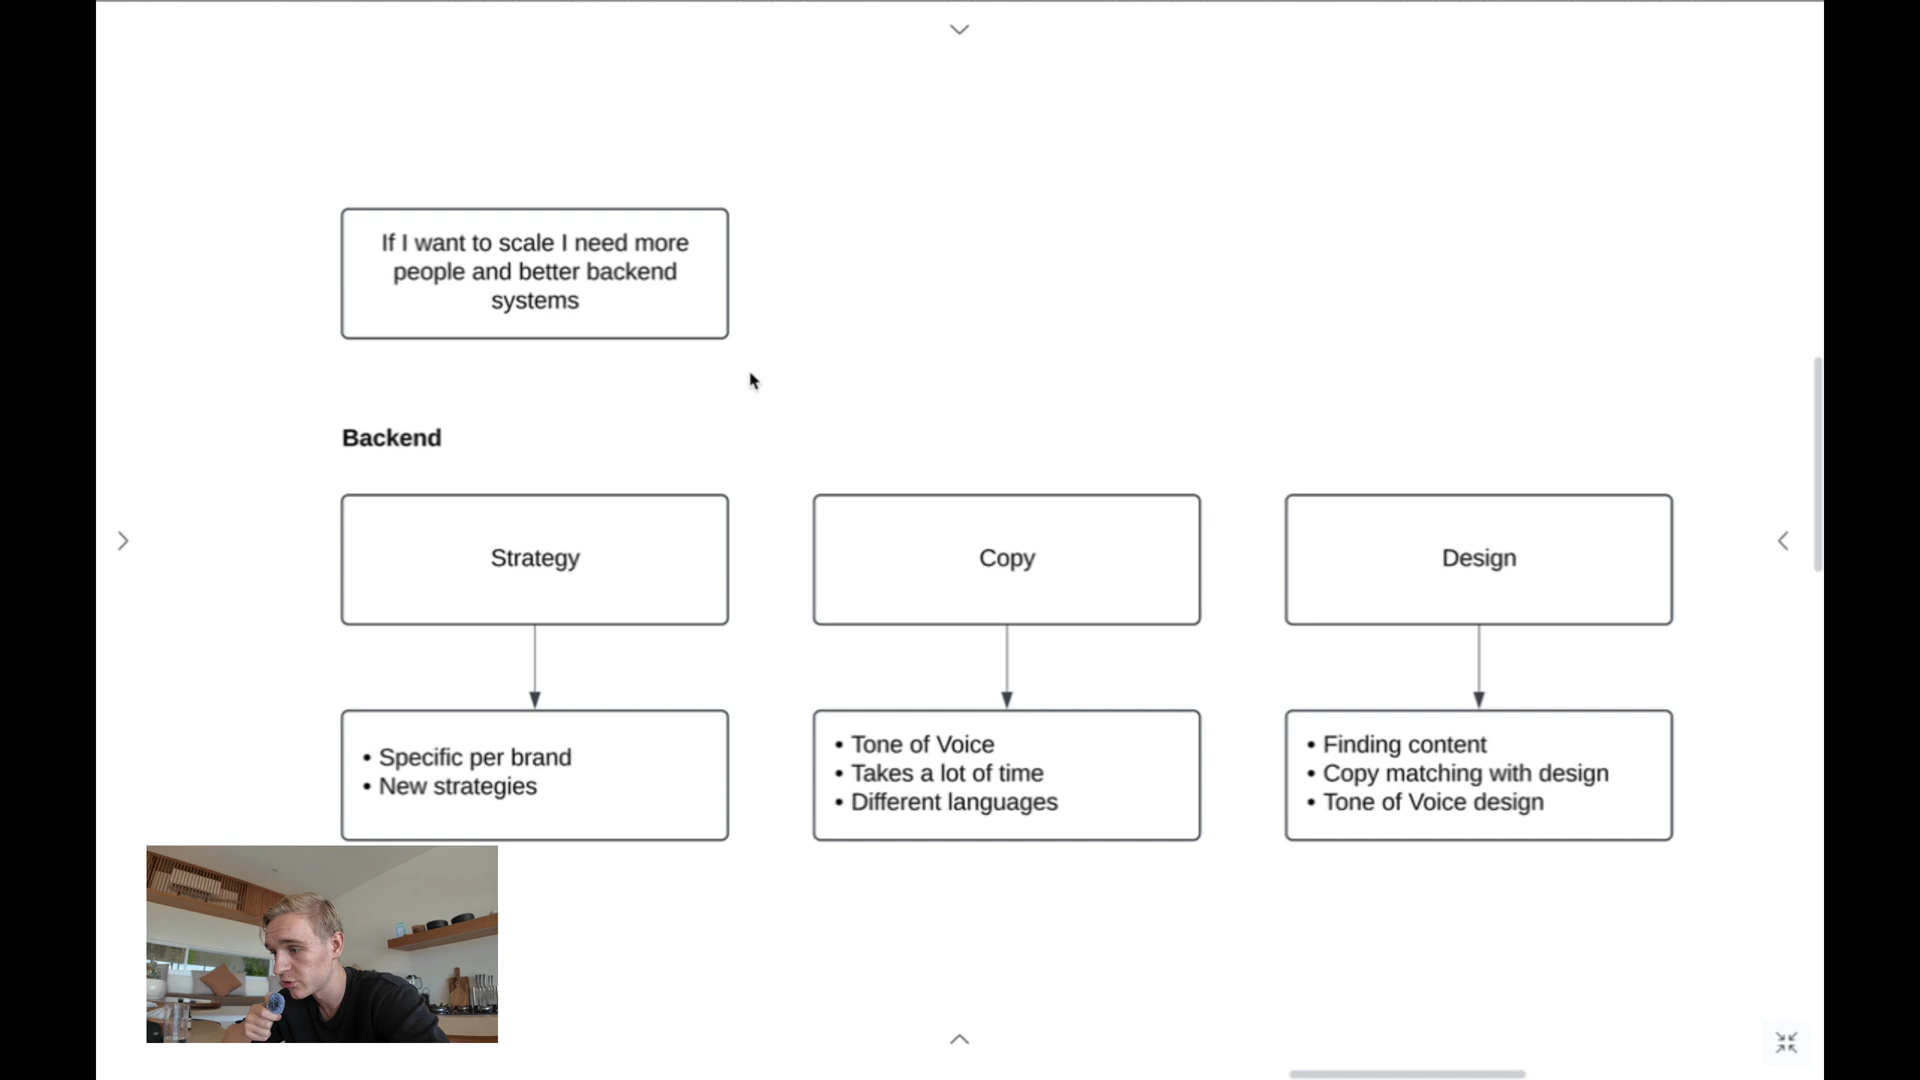 If I want to scale I need more
people and better backend
systems
Backend
Strategy
Copy
Design
• Specific per brand
• New strategies
• Tone of Voice
• Takes a lot of time
• Different languages
• Finding content
• Copy matching with design
• Tone of Voice design